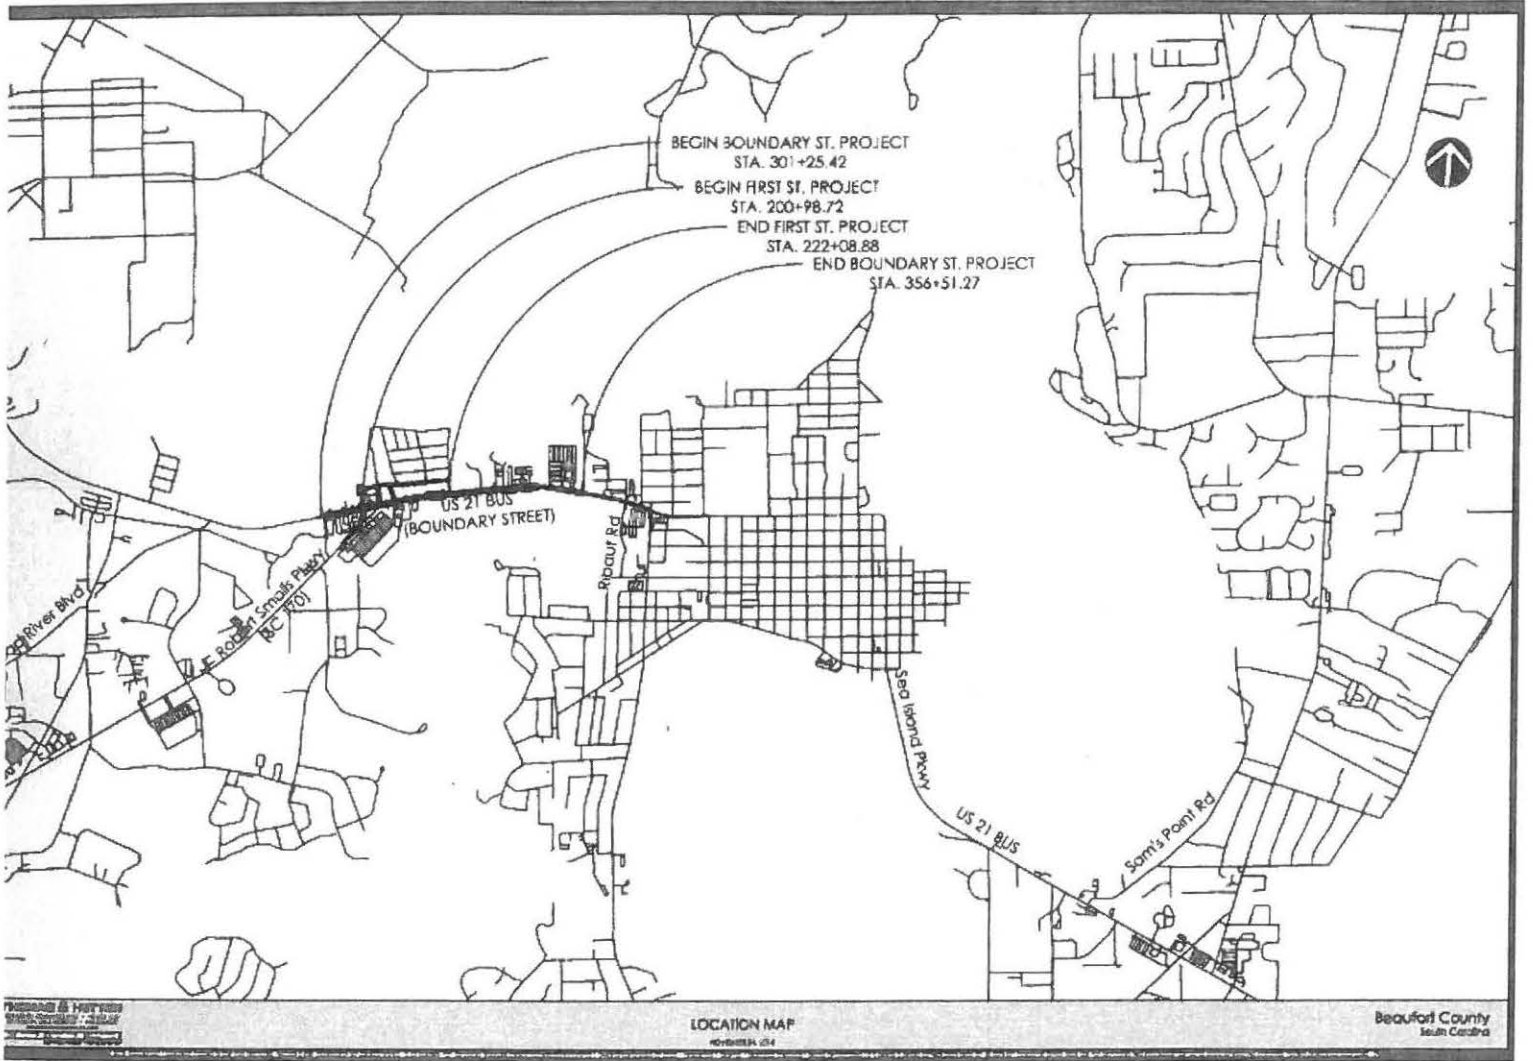 BEGIN BOUNDARY ST. PROJECT
STA. 301+25.42
BEGIN FIRST ST. PROJECT
STA. 200+98.72
END FIRST ST. PROJECT
STA. 222+08.88
END BOUNDARY ST. PROJECT
STA. 356+51.27
US 21 BUS
(BOUNDARY STREET)
Ribaut Rd
River Blvd
Robert Smalls Pkwy
(SC 170)
Sea Island Pkwy
US 21 BUS
Sam's Point Rd
LOCATION MAP
Beaufort County
South Carolina